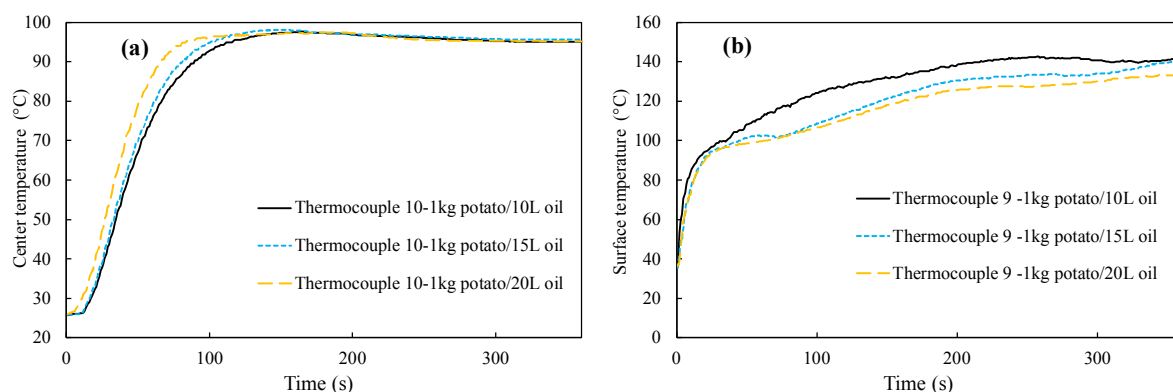 (a)
Center temperature (°C)
100
90
80
70
60
50
40
30
20
Thermocouple 10-1kg potato/10L oil
Thermocouple 10-1kg potato/15L oil
Thermocouple 10-1kg potato/20L oil
0
100
200
300
Time (s)
(b)
Surface temperature (°C)
160
140
120
100
80
60
40
20
0
Thermocouple 9 -1kg potato/10L oil
Thermocouple 9 -1kg potato/15L oil
Thermocouple 9 -1kg potato/20L oil
0
100
200
300
Time (s)